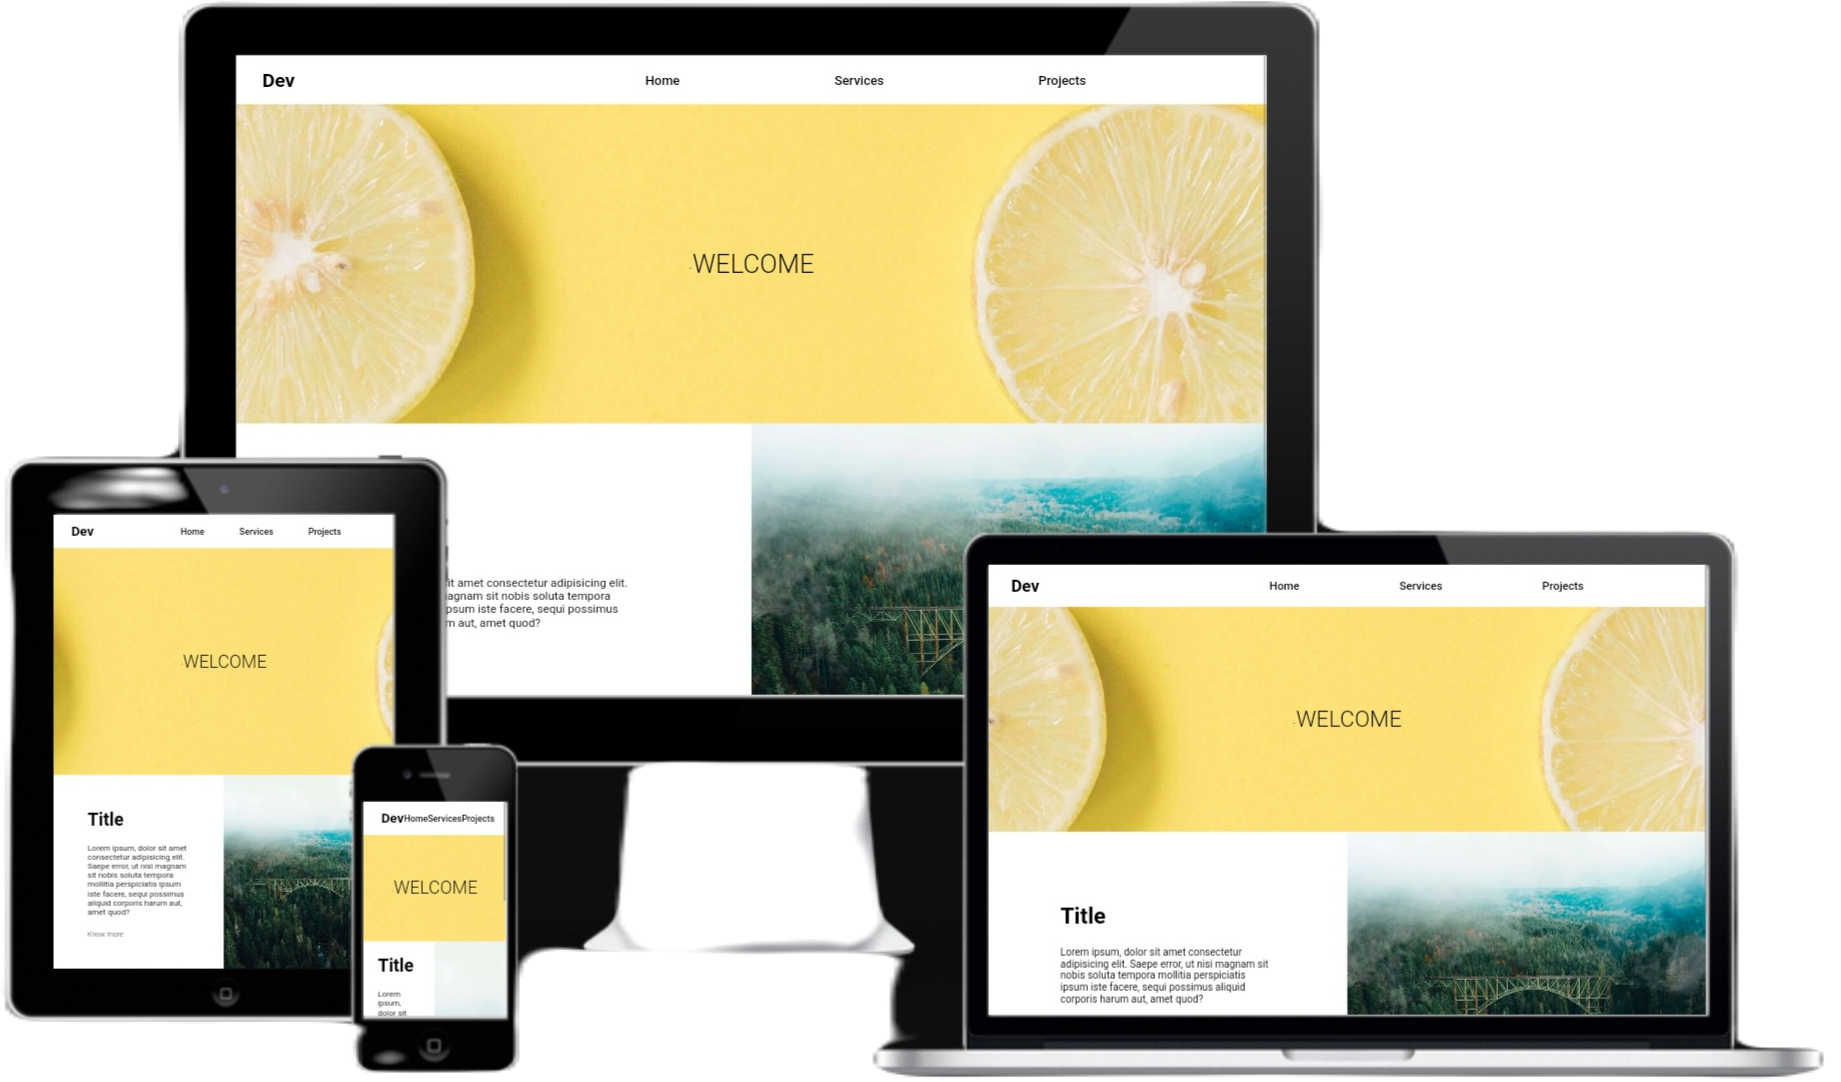 Dev
Home
Services
Projects
WELCOME
it amet consectetur adipisicing elit.
agnam sit nobis soluta tempora
psum iste facere, sequi possimus
m aut, amet quod?
Dev
Home
Services
Projects
WELCOME
Title
Lorem ipsum, dolor sit amet
consectetur adipisicing elit.
Saepe error, ut nisi magnam
sit nobis soluta tempora
mollitia perspiciatis ipsum
iste facere, sequi possimus
aliquid corporis harum aut,
amet quod?
Know more
DevHomeServicesProjects
WELCOME
Title
Lorem
ipsum,
dolor sit
Dev
Home
Services
Projects
WELCOME
Title
Lorem ipsum, dolor sit amet consectetur
adipisicing elit. Saepe error, ut nisi magnam sit
nobis soluta tempora mollitia perspiciatis
ipsum iste facere, sequi possimus aliquid
corporis harum aut, amet quod?